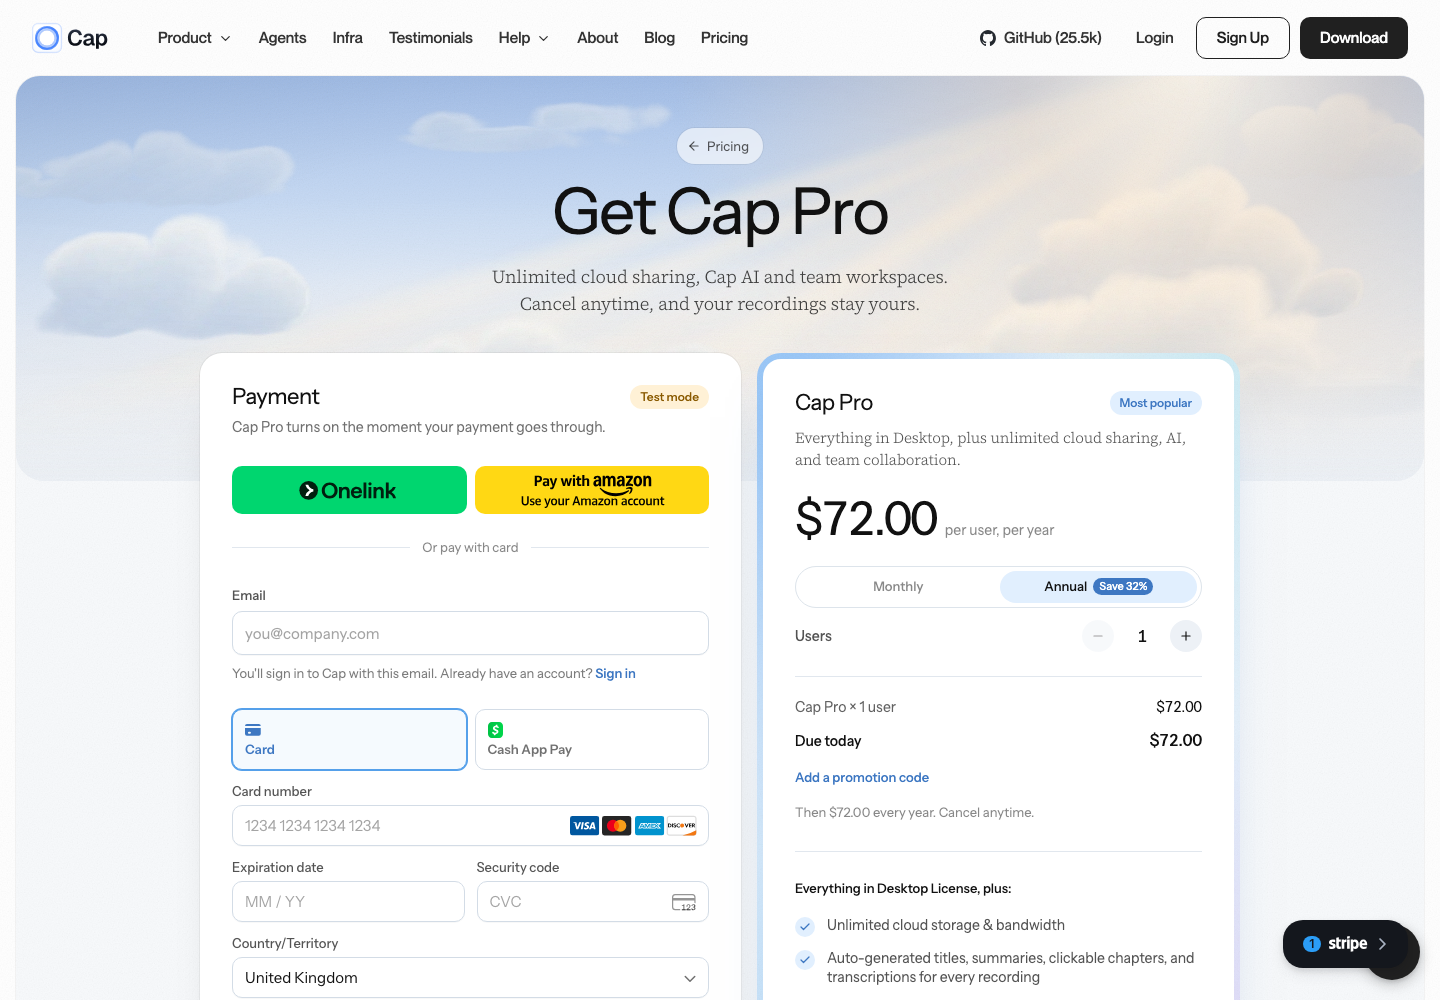 Cap
Product
Agents
Infra
Testimonials
Help
About
Blog
Pricing
GitHub (25.5k)
Login
Sign Up
Download
Pricing
Get Cap Pro
Unlimited cloud sharing, Cap AI and team workspaces.
Cancel anytime, and your recordings stay yours.
Payment
Test mode
Cap Pro turns on the moment your payment goes through.
Onelink
Pay with amazon
Use your Amazon account
Or pay with card
Email
you@company.com
You'll sign in to Cap with this email. Already have an account? Sign in
Card
Cash App Pay
Card number
1234 1234 1234 1234
VISA
AMEX
DISCOVER
Expiration date
Security code
MM / YY
CVC
123
Country/Territory
United Kingdom
Cap Pro
Most popular
Everything in Desktop, plus unlimited cloud sharing, AI,
and team collaboration.
$72.00 per user, per year
Monthly
Annual
Save 32%
Users
1
Cap Pro × 1 user
$72.00
Due today
$72.00
Add a promotion code
Then $72.00 every year. Cancel anytime.
Everything in Desktop License, plus:
Unlimited cloud storage & bandwidth
Auto-generated titles, summaries, clickable chapters, and
transcriptions for every recording
1 stripe